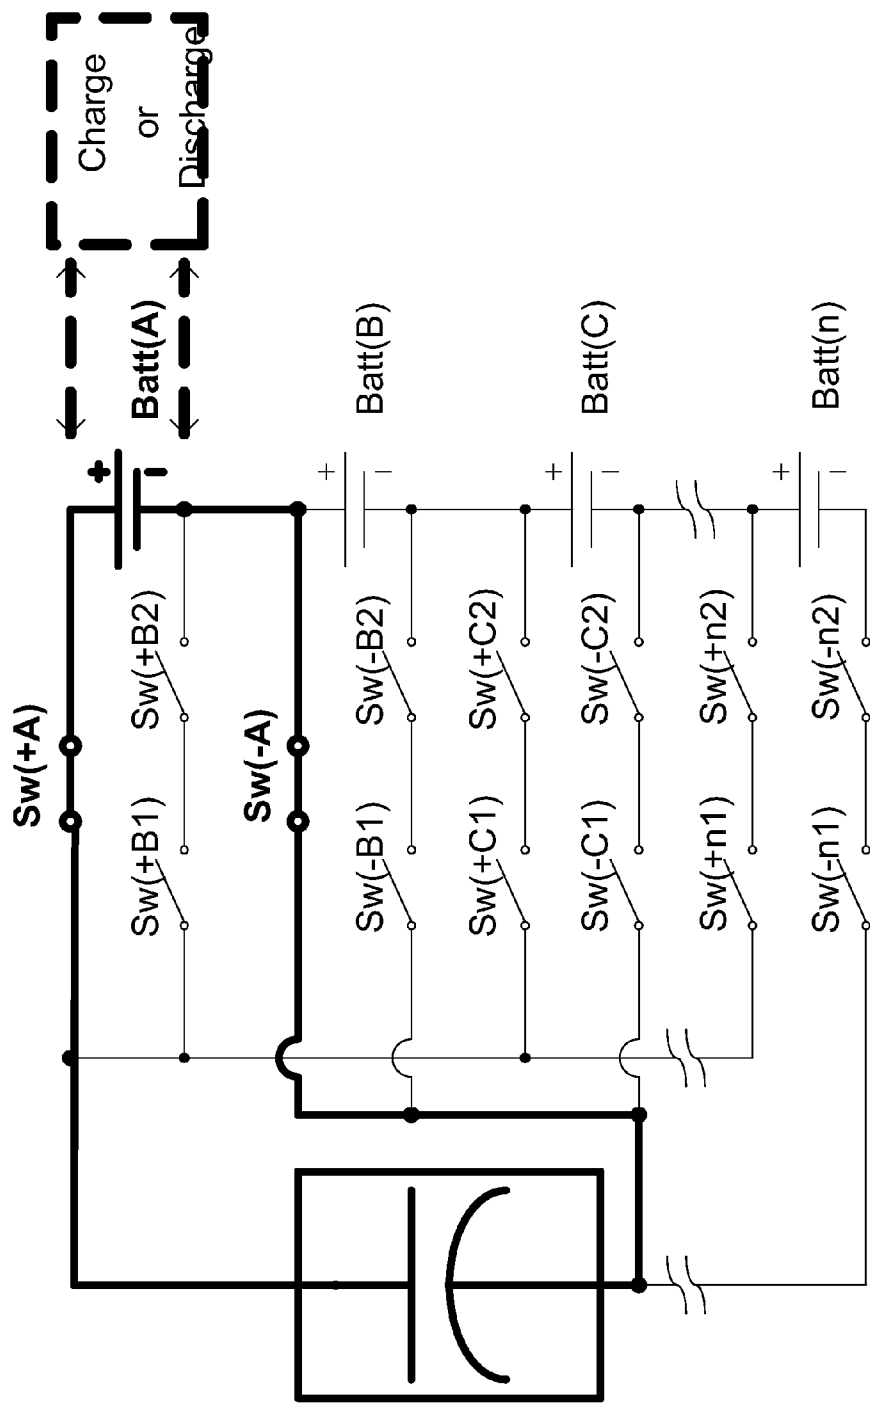 Charge
or
Discharge
Batt(A)
Batt(B)
Batt(C)
Batt(n)
+
-
+
-
+
-
+
-
Sw(+A)
Sw(+B2)
Sw(-A)
Sw(-B2)
Sw(+C2)
Sw(-C2)
Sw(+n2)
Sw(-n2)
Sw(+B1)
Sw(-B1)
Sw(+C1)
Sw(-C1)
Sw(+n1)
Sw(-n1)